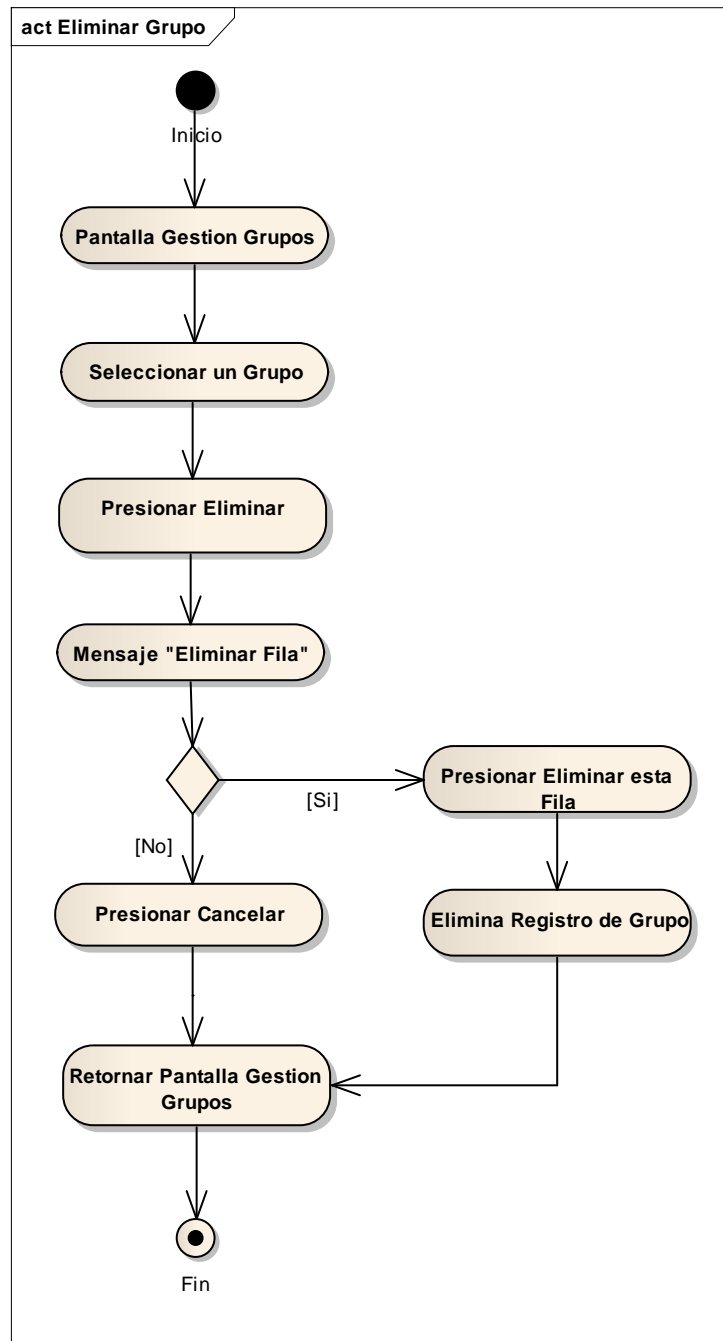 act Eliminar Grupo
Inicio
Pantalla Gestion Grupos
Seleccionar un Grupo
Presionar Eliminar
Mensaje "Eliminar Fila"
[Si]
Presionar Eliminar esta
Fila
[No]
Presionar Cancelar
Elimina Registro de Grupo
Retornar Pantalla Gestion
Grupos
Fin